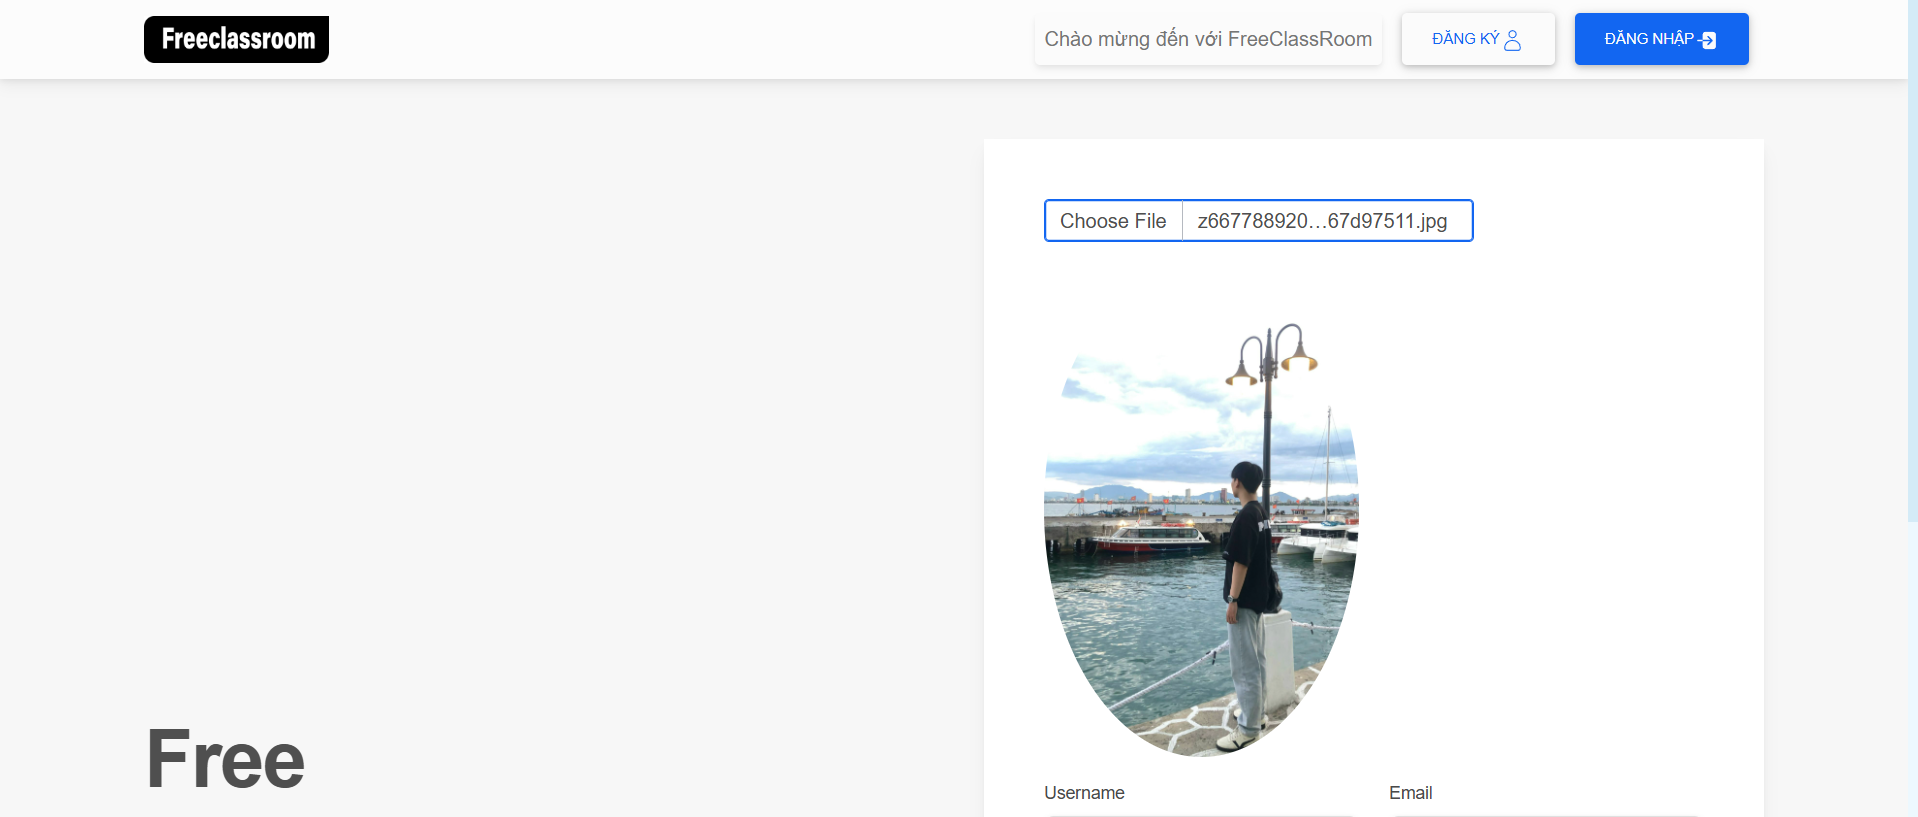 Freeclassroom
Chào mừng đến với FreeClassRoom
ĐĂNG KÝ
ĐĂNG NHẬP
Choose File
z667788920...67d97511.jpg
Free
Username
Email